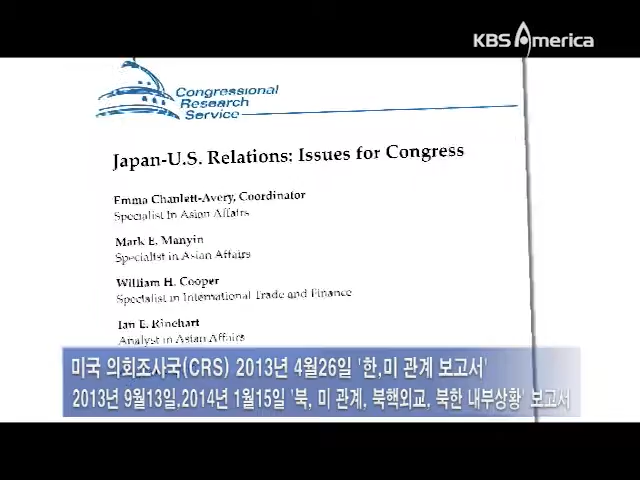 KBS America
Congressional
Research
Service
Japan-U.S. Relations: Issues for Congress
Emma Chanlett-Avery, Coordinator
Specialist in Asian Affairs
Mark E. Manyin
Specialist in Asian Affairs
William H. Cooper
Specialist in International Trade and Finance
Ian E. Rinehart
Analyst in Asian Affairs
미국 의회조사국(CRS) 2013년 4월26일 '한,미 관계 보고서'
2013년 9월13일,2014년 1월15일 '북, 미 관계, 북핵외교, 북한 내부상황' 보고서